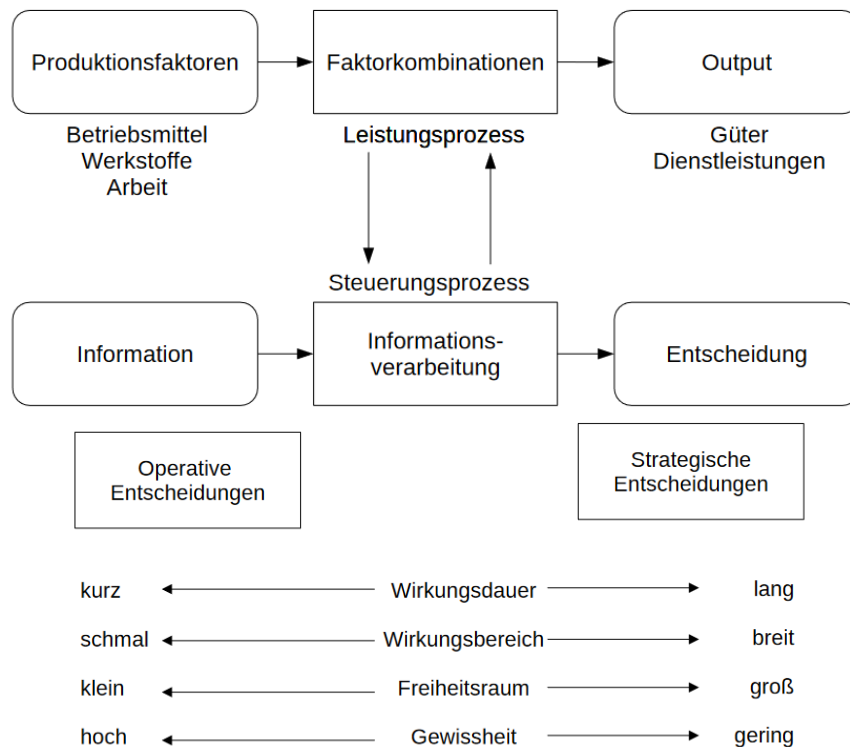 Produktionsfaktoren
Faktorkombinationen
Output
Betriebsmittel
Werkstoffe
Arbeit
Leistungsprozess
Güter
Dienstleistungen
Steuerungsprozess
Information
Informations-
verarbeitung
Entscheidung
Operative
Entscheidungen
Strategische
Entscheidungen
kurz Wirkungsdauer lang
schmal Wirkungsbereich breit
klein Freiheitsraum groß
hoch Gewissheit gering